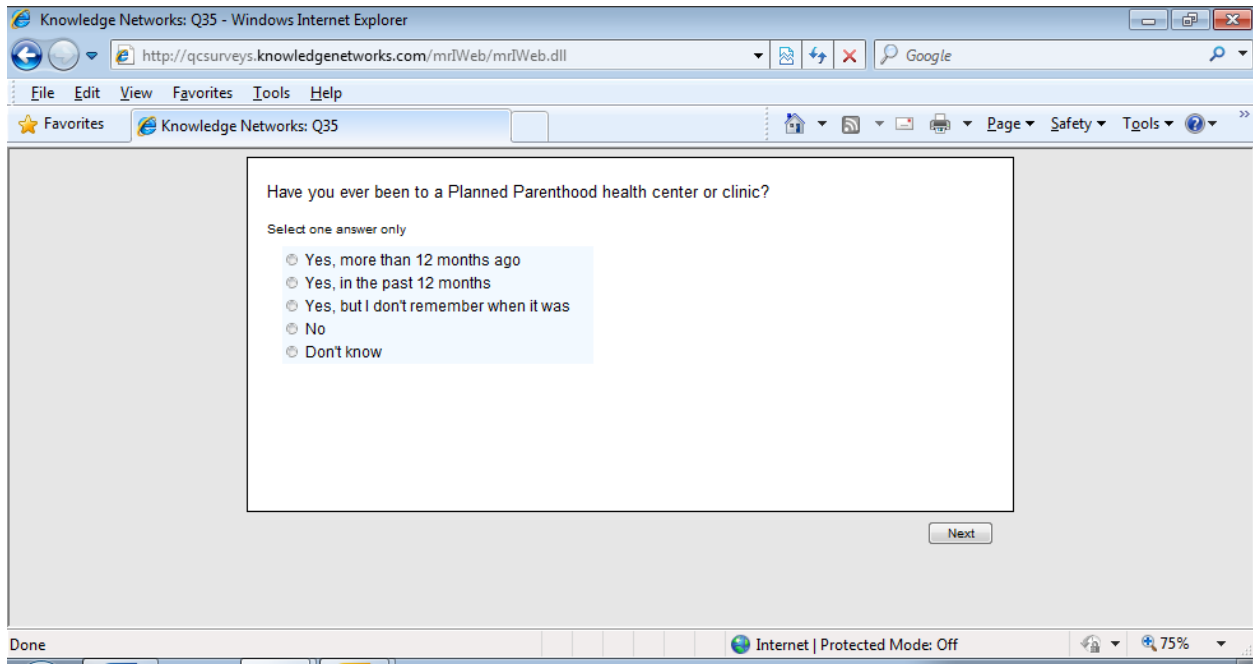 Knowledge Networks: Q35 - Windows Internet Explorer
http://qcsurveys.knowledgenetworks.com/mrIWeb/mrIWeb.dll
Google
File Edit View Favorites Tools Help
Favorites
Knowledge Networks: Q35
Page Safety Tools
Have you ever been to a Planned Parenthood health center or clinic?
Select one answer only
Yes, more than 12 months ago
Yes, in the past 12 months
Yes, but I don't remember when it was
No
Don't know
Next
Done
Internet | Protected Mode: Off
75%